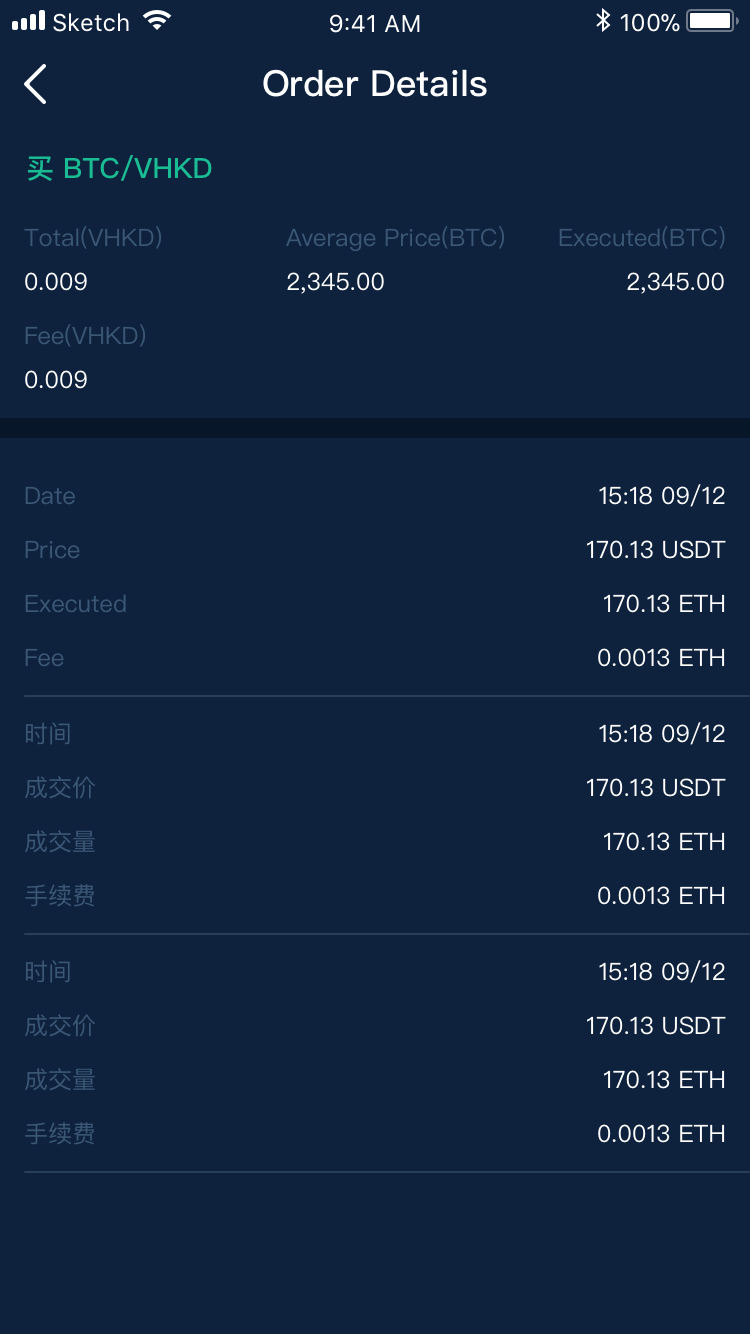 Sketch 9:41 AM 100%
Order Details
买 BTC/VHKD
Total(VHKD) Average Price(BTC) Executed(BTC)
0.009 2,345.00 2,345.00
Fee(VHKD)
0.009
Date 15:18 09/12
Price 170.13 USDT
Executed 170.13 ETH
Fee 0.0013 ETH
时间 15:18 09/12
成交价 170.13 USDT
成交量 170.13 ETH
手续费 0.0013 ETH
时间 15:18 09/12
成交价 170.13 USDT
成交量 170.13 ETH
手续费 0.0013 ETH